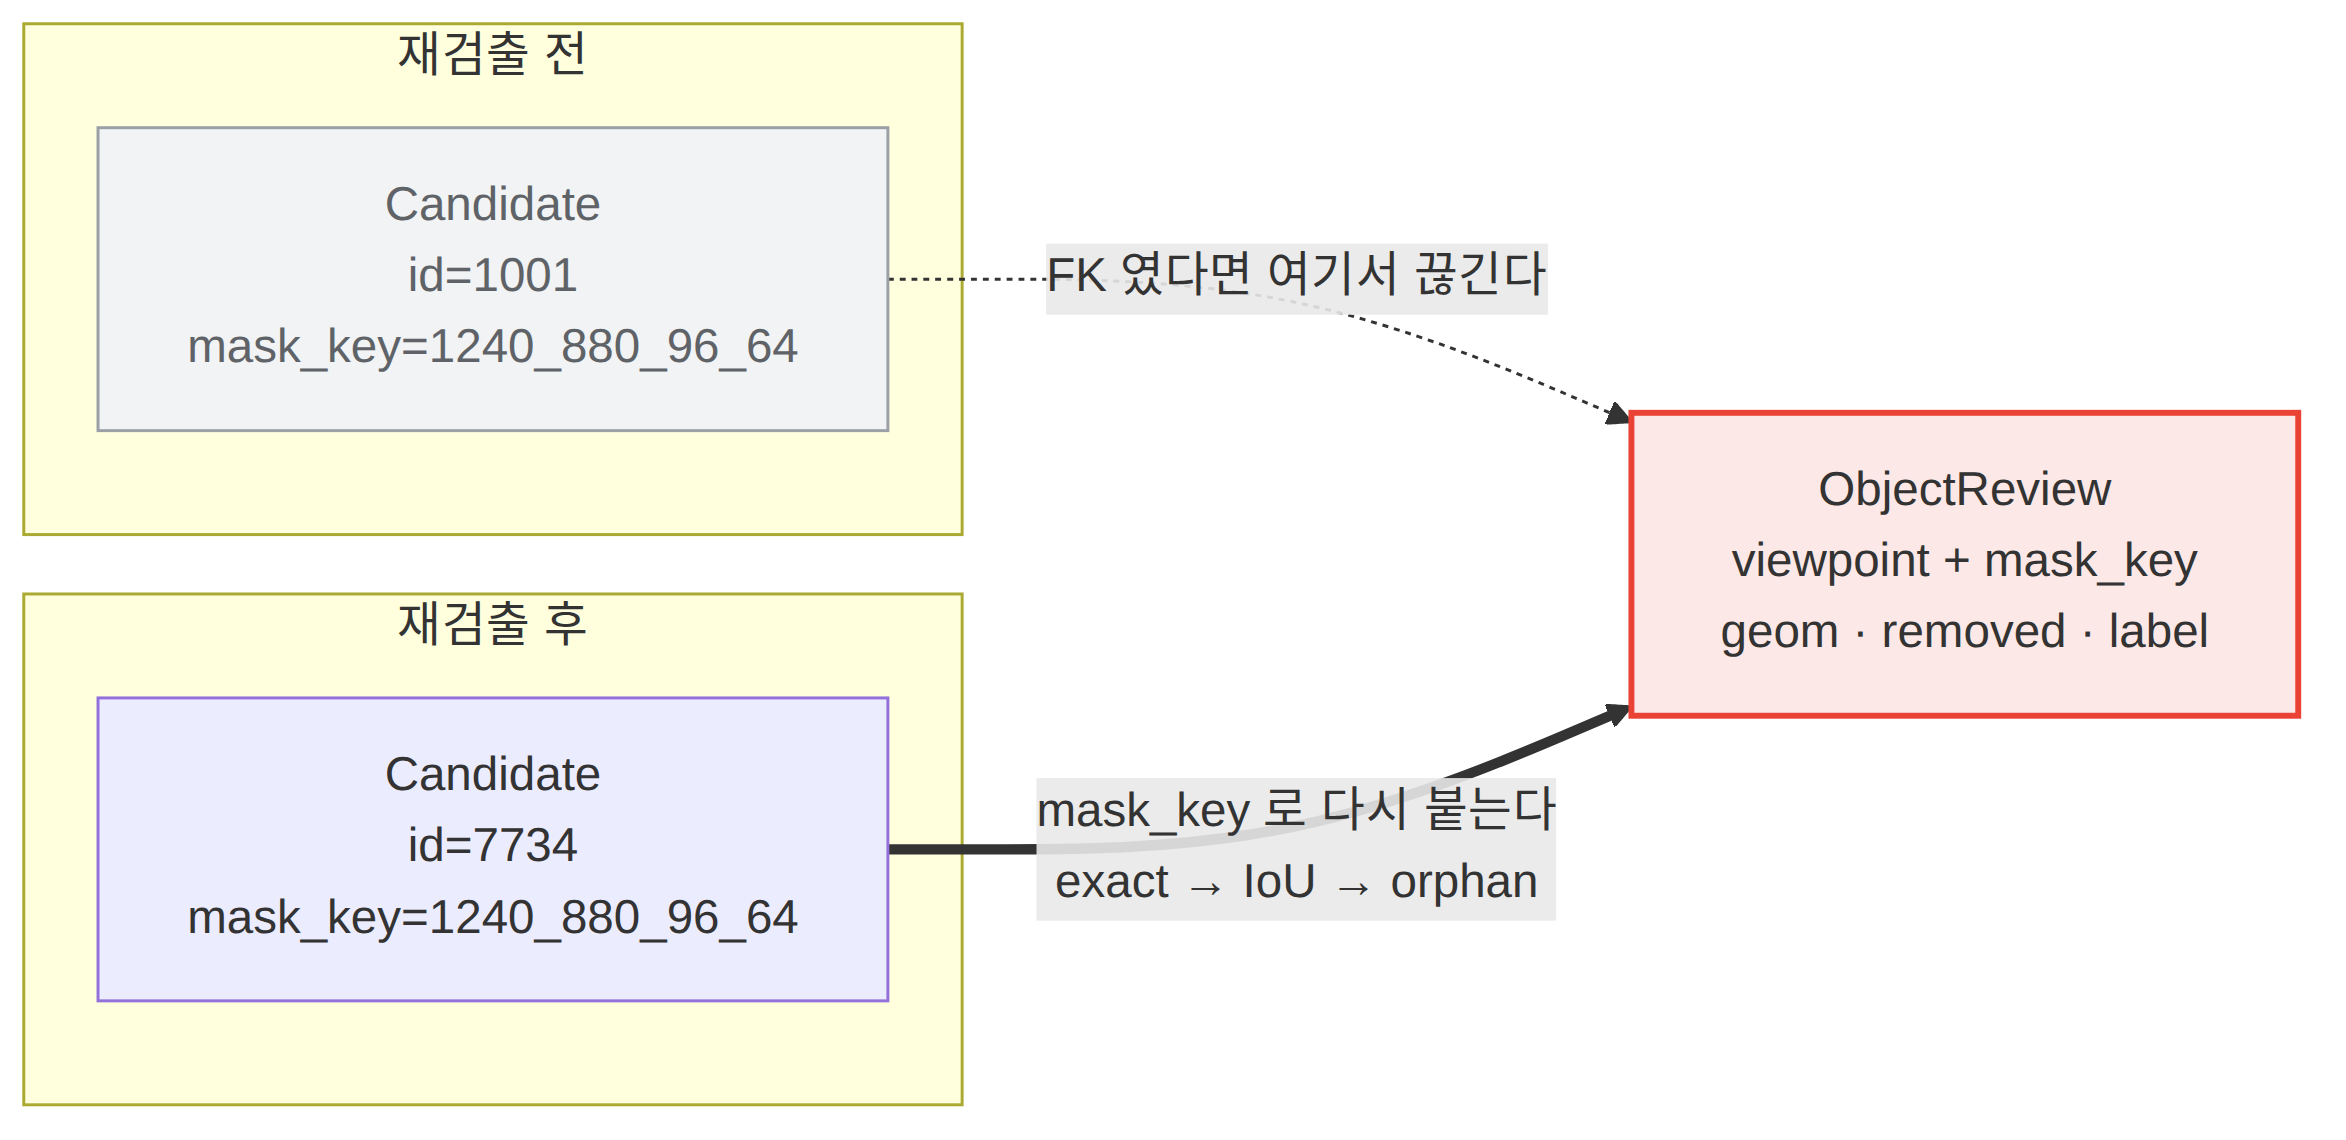 재검출 전
Candidate
id=1001
mask_key=1240_880_96_64
FK 였다면 여기서 끊긴다
ObjectReview
viewpoint + mask_key
geom · removed · label
재검출 후
Candidate
id=7734
mask_key=1240_880_96_64
mask_key 로 다시 붙는다
exact → IoU → orphan